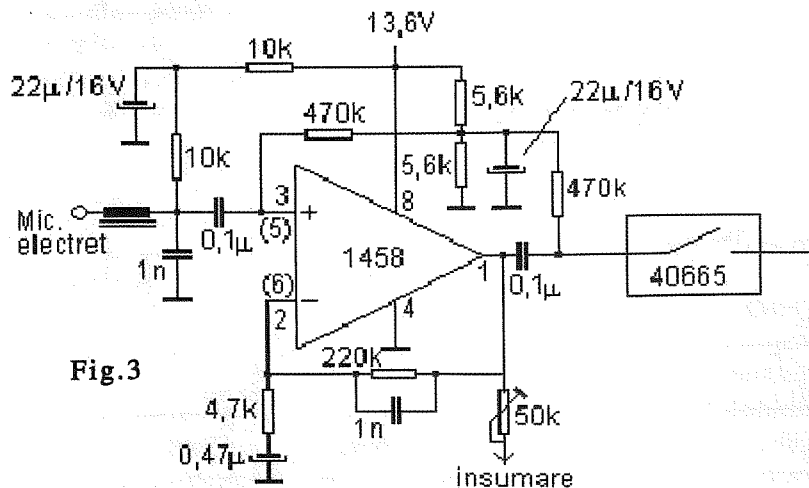 13,6V
10k
22µ/16V
5,6k
22µ/16V
470k
10k
5,6k
470k
3
8
Mic.
electret
0,1µ
(5)
+
1458
1
0,1µ
40665
1n
(6)
−
2
4
Fig.3
220k
4,7k
1n
50k
0,47µ
insumare